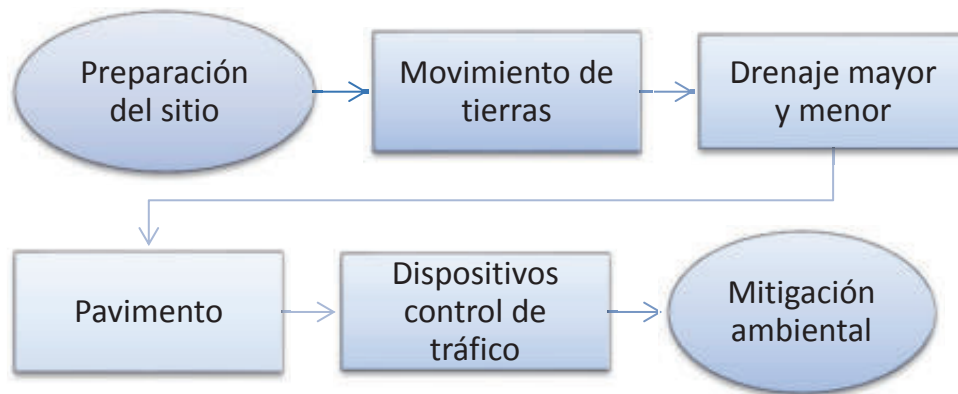 Preparación
del sitio
Movimiento de
tierras
Drenaje mayor
y menor
Pavimento
Dispositivos
control de
tráfico
Mitigación
ambiental